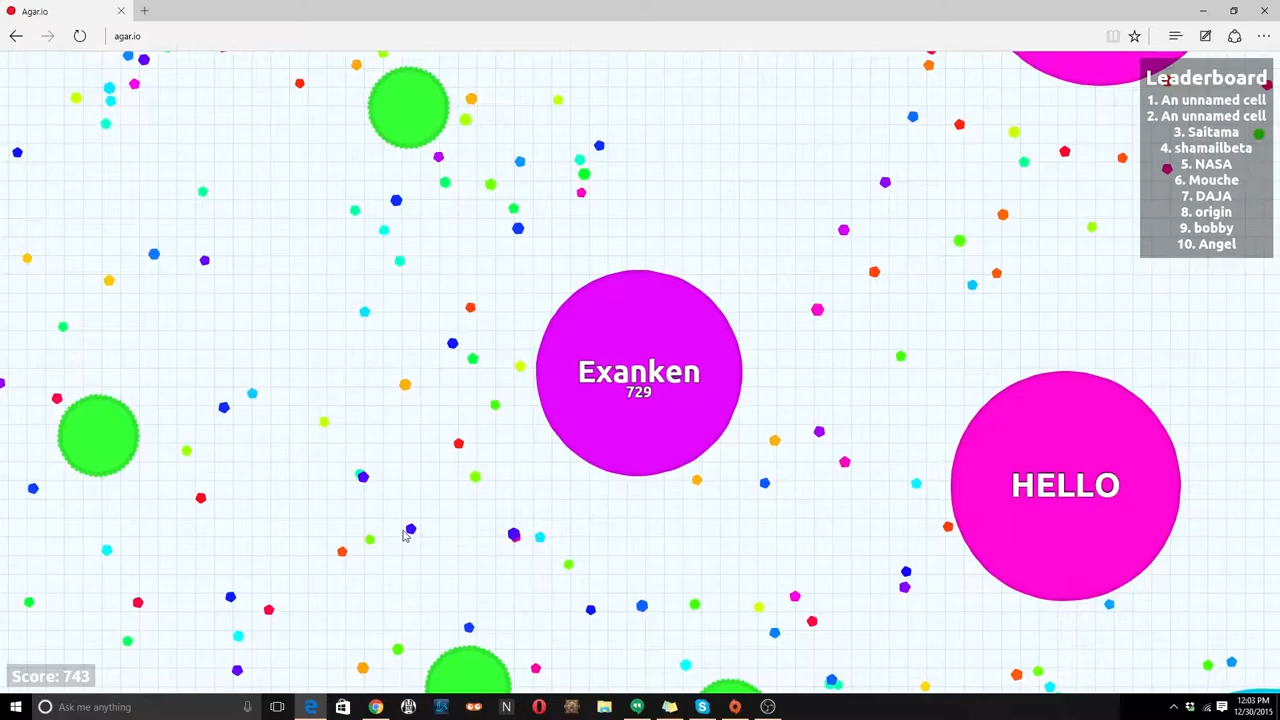 Agar.io
agar.io
Leaderboard
1. An unnamed cell
2. An unnamed cell
3. Saitama
4. shamailbeta
5. NASA
6. Mouche
7. DAJA
8. origin
9. bobby
10. Angel
Exanken
729
HELLO
Score: 743
Ask me anything
12:03 PM
12/30/2015